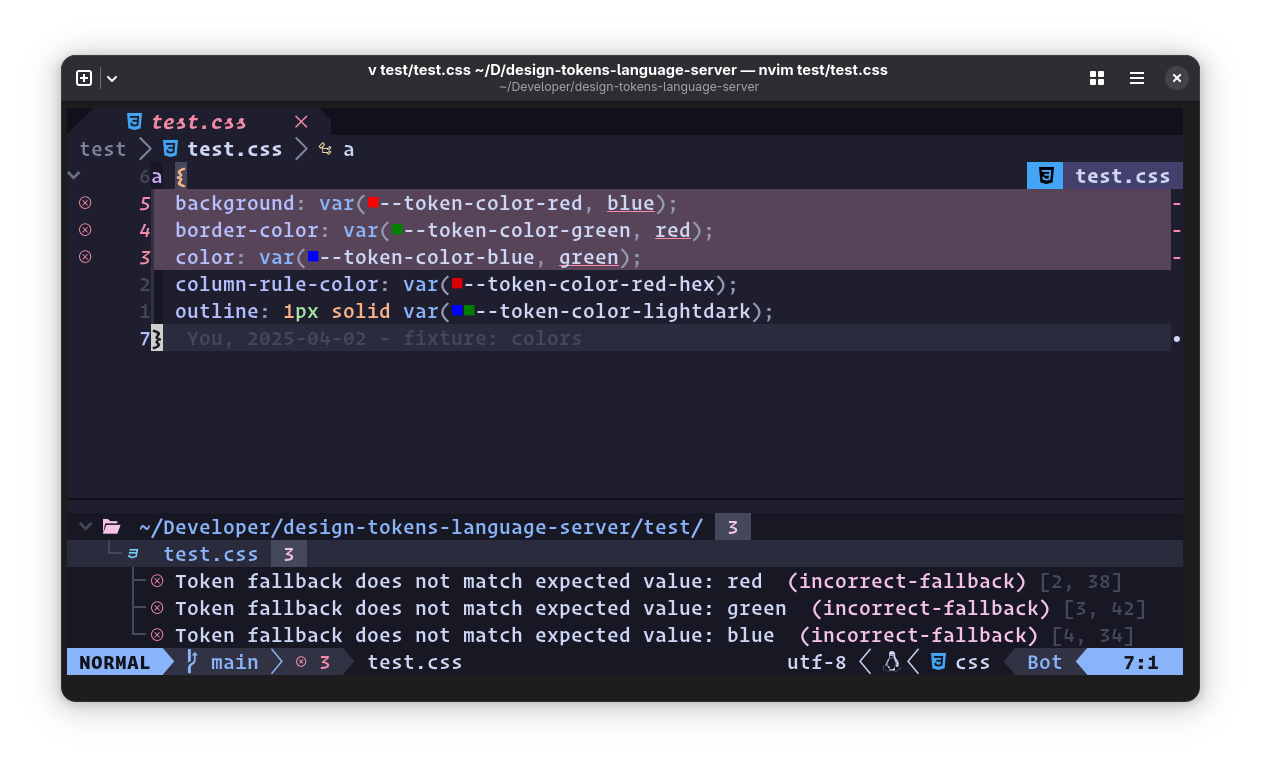 v test/test.css ~/D/design-tokens-language-server — nvim test/test.css
~/Developer/design-tokens-language-server
test.css
test test.css a
6 a {
test.css
5 background: var(--token-color-red, blue);
4 border-color: var(--token-color-green, red);
3 color: var(--token-color-blue, green);
2 column-rule-color: var(--token-color-red-hex);
1 outline: 1px solid var(--token-color-lightdark);
7 } You, 2025-04-02 - fixture: colors
~/Developer/design-tokens-language-server/test/ 3
test.css 3
Token fallback does not match expected value: red (incorrect-fallback) [2, 38]
Token fallback does not match expected value: green (incorrect-fallback) [3, 42]
Token fallback does not match expected value: blue (incorrect-fallback) [4, 34]
NORMAL main 3 test.css utf-8 css Bot 7:1